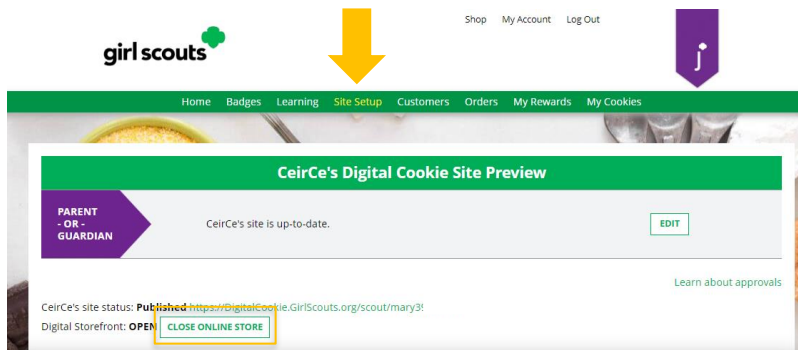 Shop My Account Log Out
girl scouts
j
Home Badges Learning Site Setup Customers Orders My Rewards My Cookies
CeirCe's Digital Cookie Site Preview
PARENT
- OR -
GUARDIAN
CeirCe's site is up-to-date.
EDIT
Learn about approvals
CeirCe's site status: Published https://DigitalCookie.GirlScouts.org/scout/mary3
Digital Storefront: OPEN CLOSE ONLINE STORE